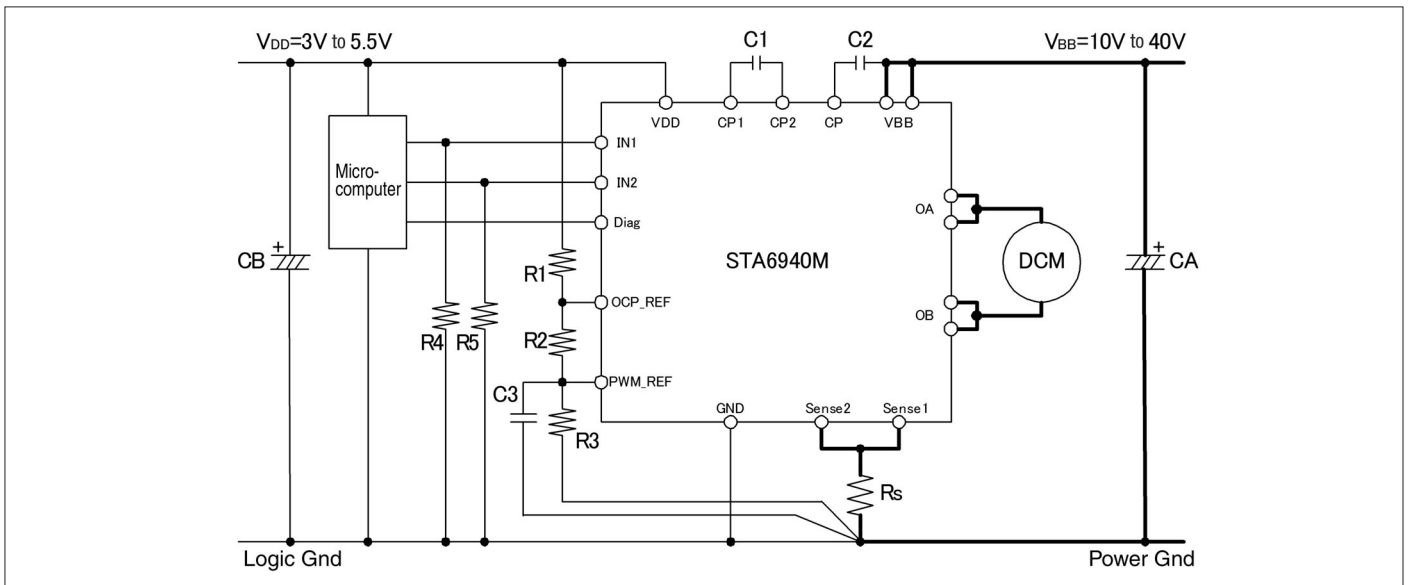 VDD=3V to 5.5V
C1
C2
VBB=10V to 40V
VDD
CP1
CP2
CP
VBB
IN1
Micro-
computer
IN2
Diag
OA
CB
+
R1
STA6940M
DCM
+
CA
OCP_REF
OB
R4
R5
R2
PWM_REF
C3
GND
Sense2
Sense1
R3
Rs
Logic Gnd
Power Gnd